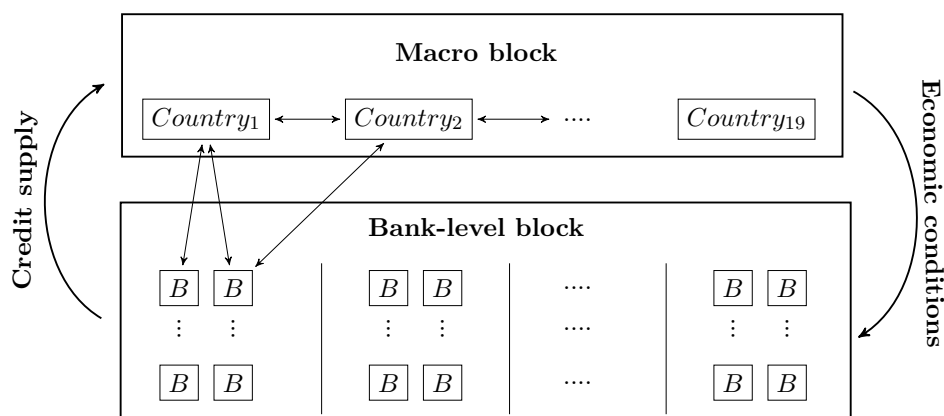 Macro block
Country1 Country2 .... Country19
Credit supply
Economic conditions
Bank-level block
B B B B .... B B
⋮ ⋮ ⋮ ⋮ .... ⋮ ⋮
B B B B .... B B